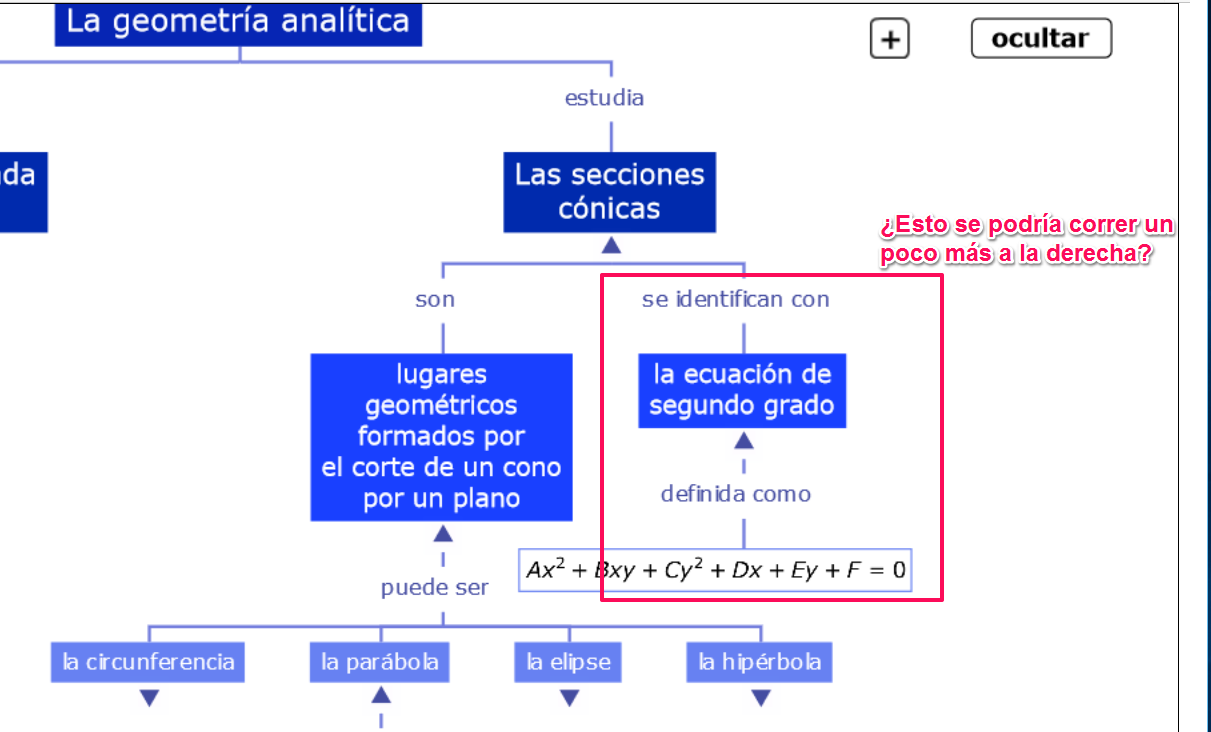 La geometría analítica
+
ocultar
estudia
Las secciones
cónicas
¿Esto se podría correr un
poco más a la derecha?
son
se identifican con
lugares
geométricos
formados por
el corte de un cono
por un plano
la ecuación de
segundo grado
definida como
Ax² + Bxy + Cy² + Dx + Ey + F = 0
puede ser
la circunferencia
la parábola
la elipse
la hipérbola